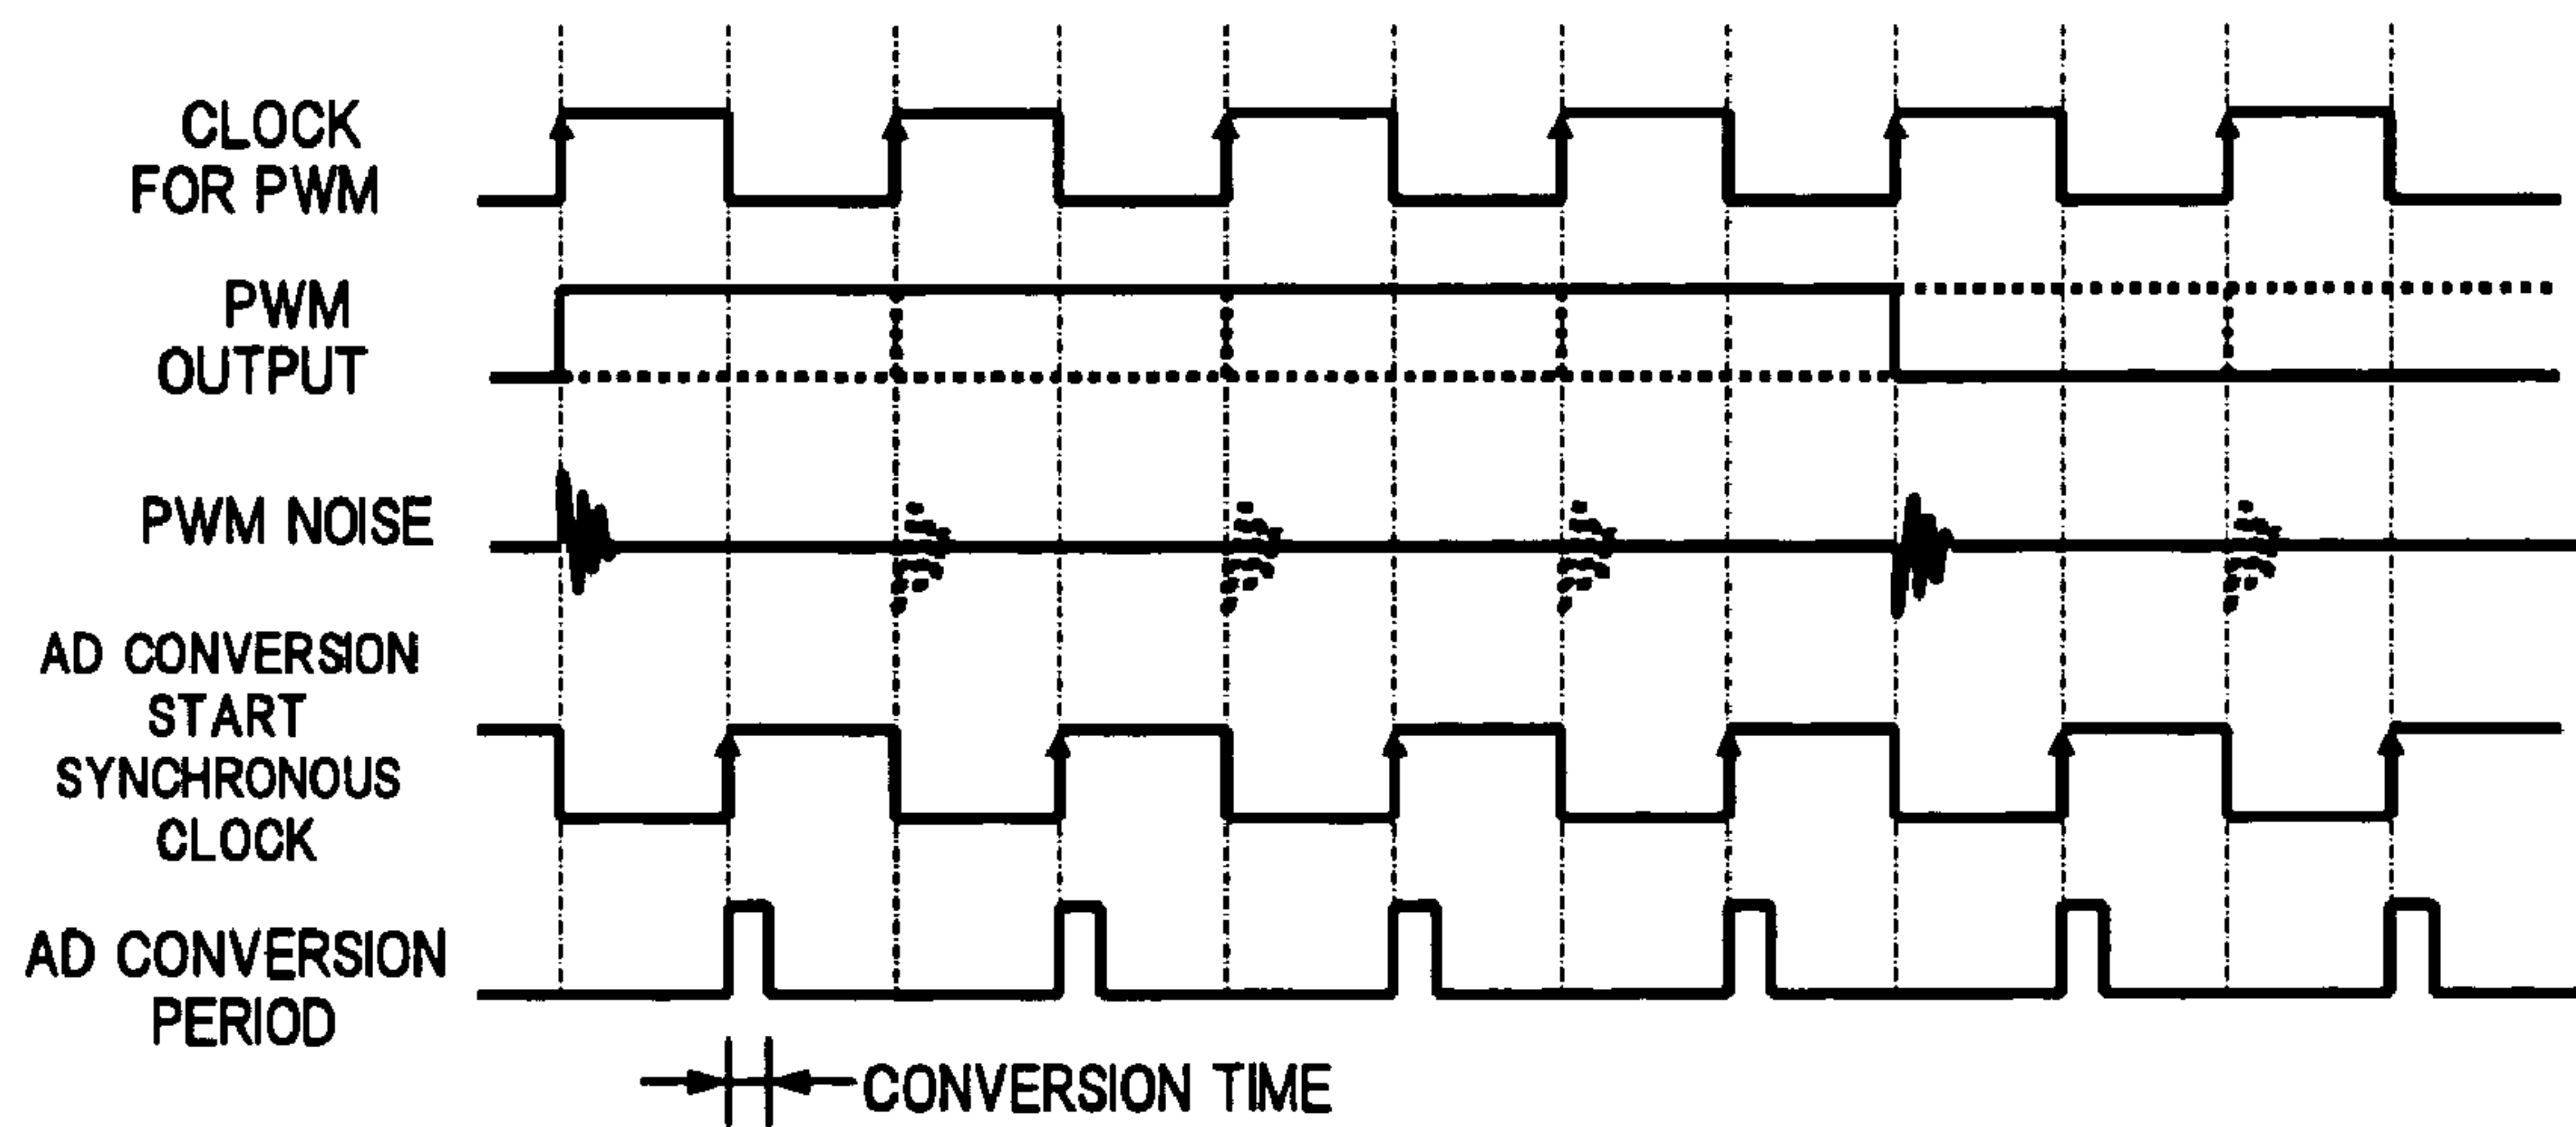 CLOCK
FOR PWM
PWM
OUTPUT
PWM NOISE
AD CONVERSION
START
SYNCHRONOUS
CLOCK
AD CONVERSION
PERIOD
CONVERSION TIME